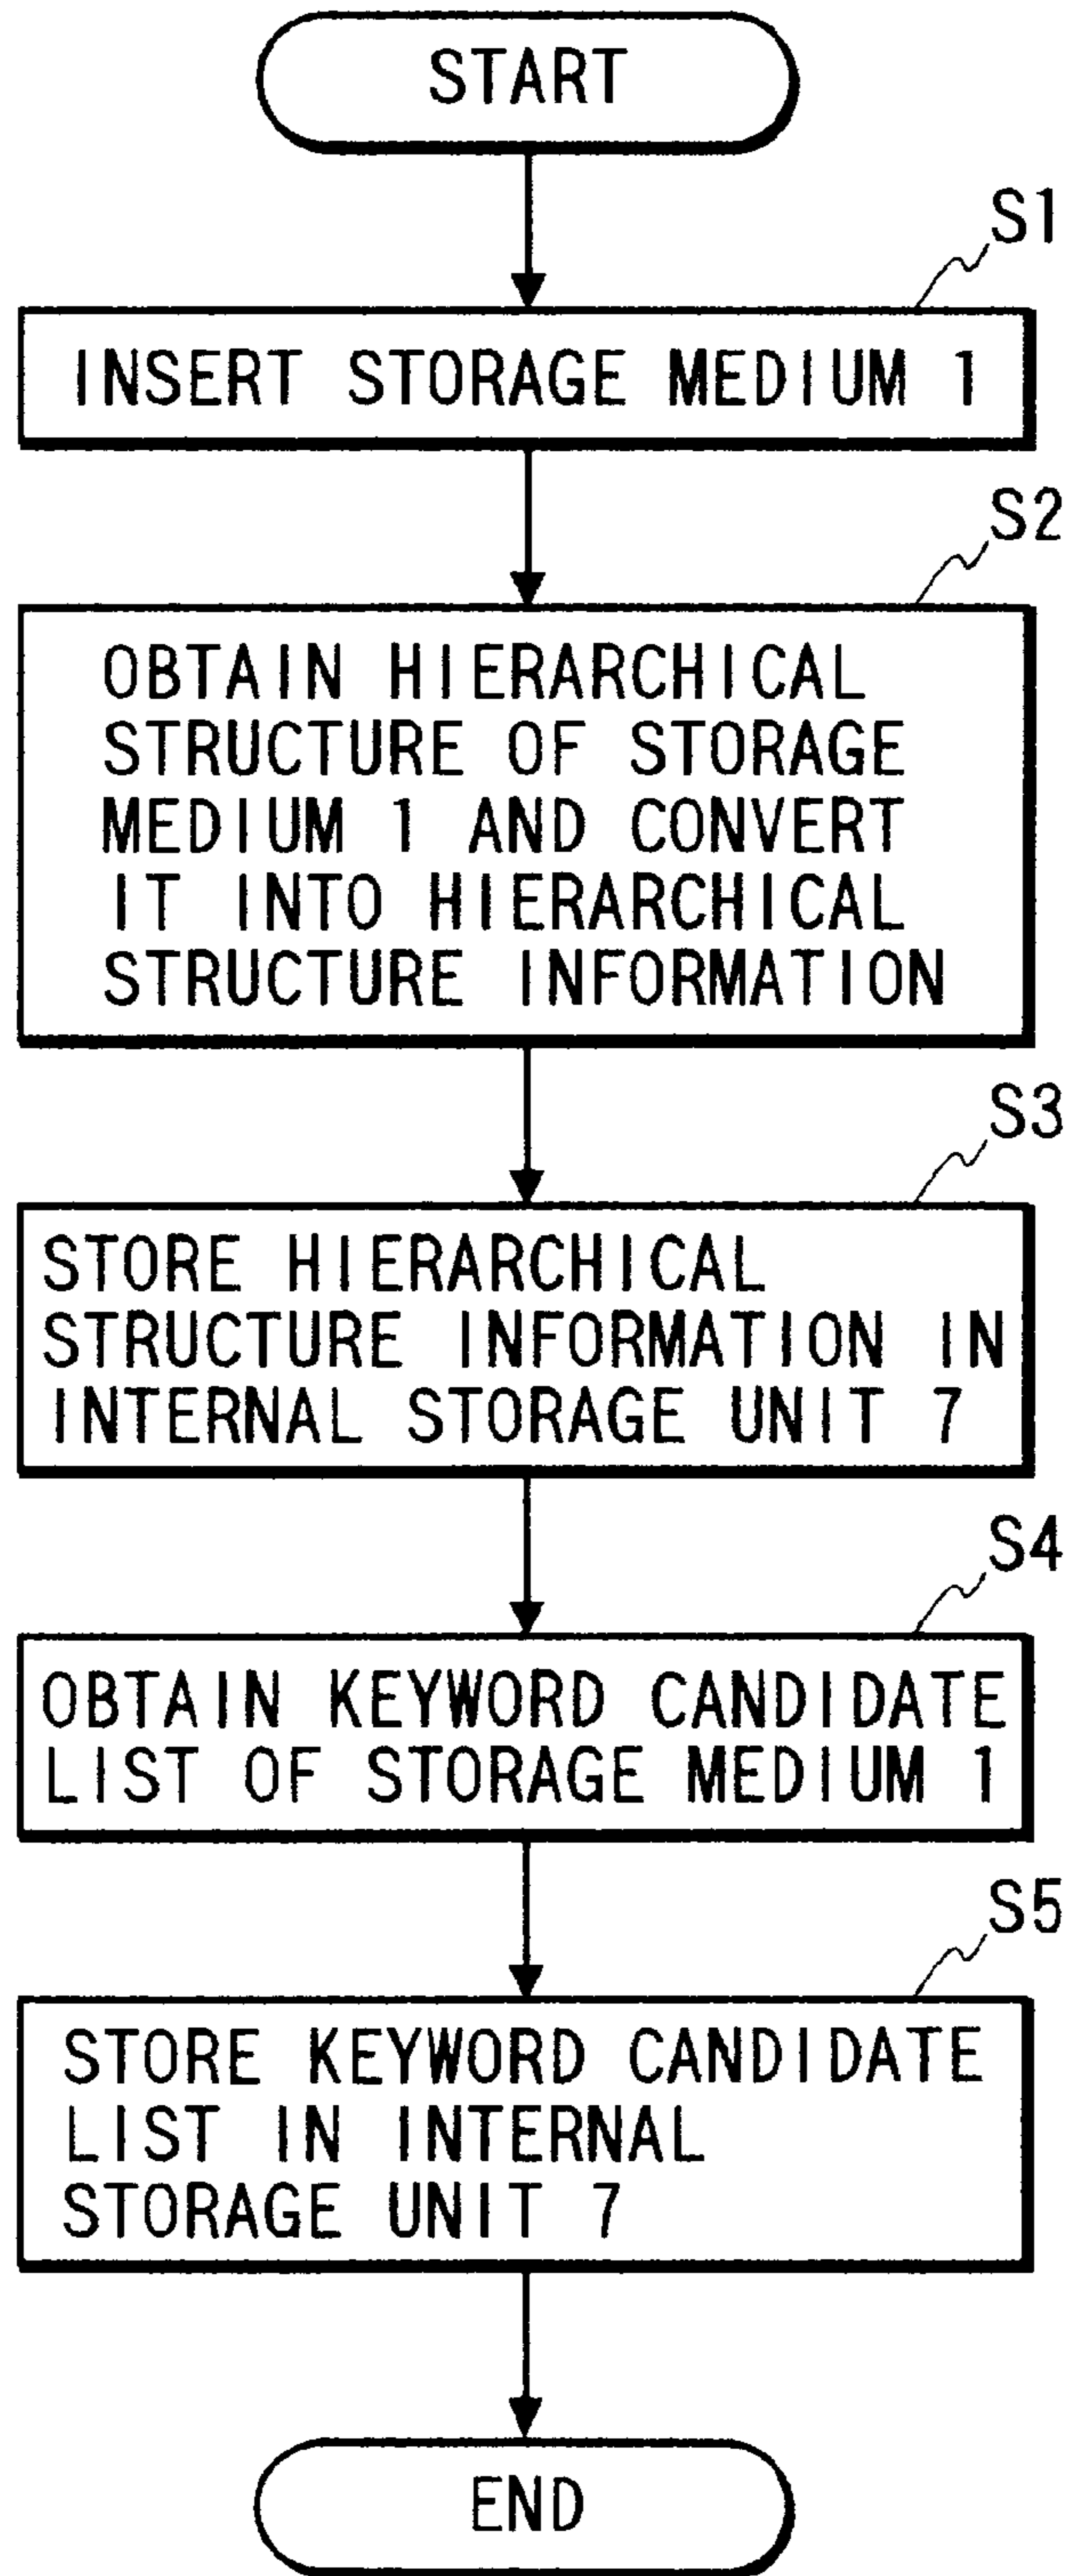 START
S1
INSERT STORAGE MEDIUM 1
S2
OBTAIN HIERARCHICAL
STRUCTURE OF STORAGE
MEDIUM 1 AND CONVERT
IT INTO HIERARCHICAL
STRUCTURE INFORMATION
S3
STORE HIERARCHICAL
STRUCTURE INFORMATION IN
INTERNAL STORAGE UNIT 7
S4
OBTAIN KEYWORD CANDIDATE
LIST OF STORAGE MEDIUM 1
S5
STORE KEYWORD CANDIDATE
LIST IN INTERNAL
STORAGE UNIT 7
END